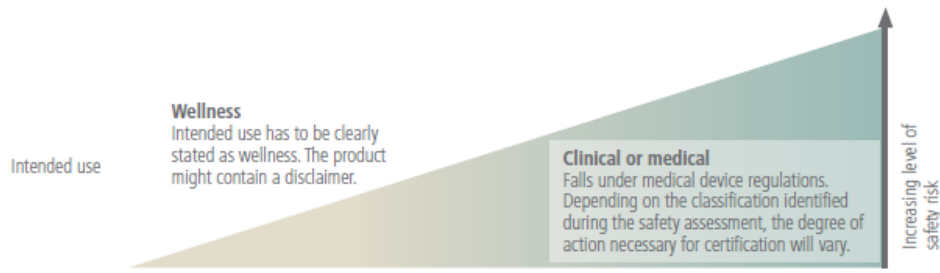 Intended use
Wellness
Intended use has to be clearly
stated as wellness. The product
might contain a disclaimer.
Clinical or medical
Falls under medical device regulations.
Depending on the classification identified
during the safety assessment, the degree of
action necessary for certification will vary.
Increasing level of
safety risk